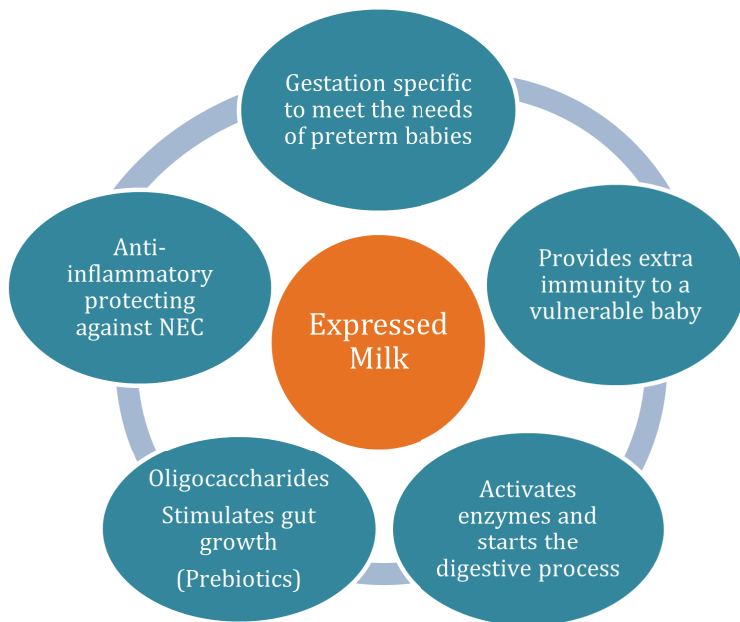 Gestation specific
to meet the needs
of preterm babies
Provides extra
immunity to a
vulnerable baby
Activates
enzymes and
starts the
digestive process
Oligocaccharides
Stimulates gut
growth
(Prebiotics)
Anti-
inflammatory
protecting
against NEC
Expressed
Milk